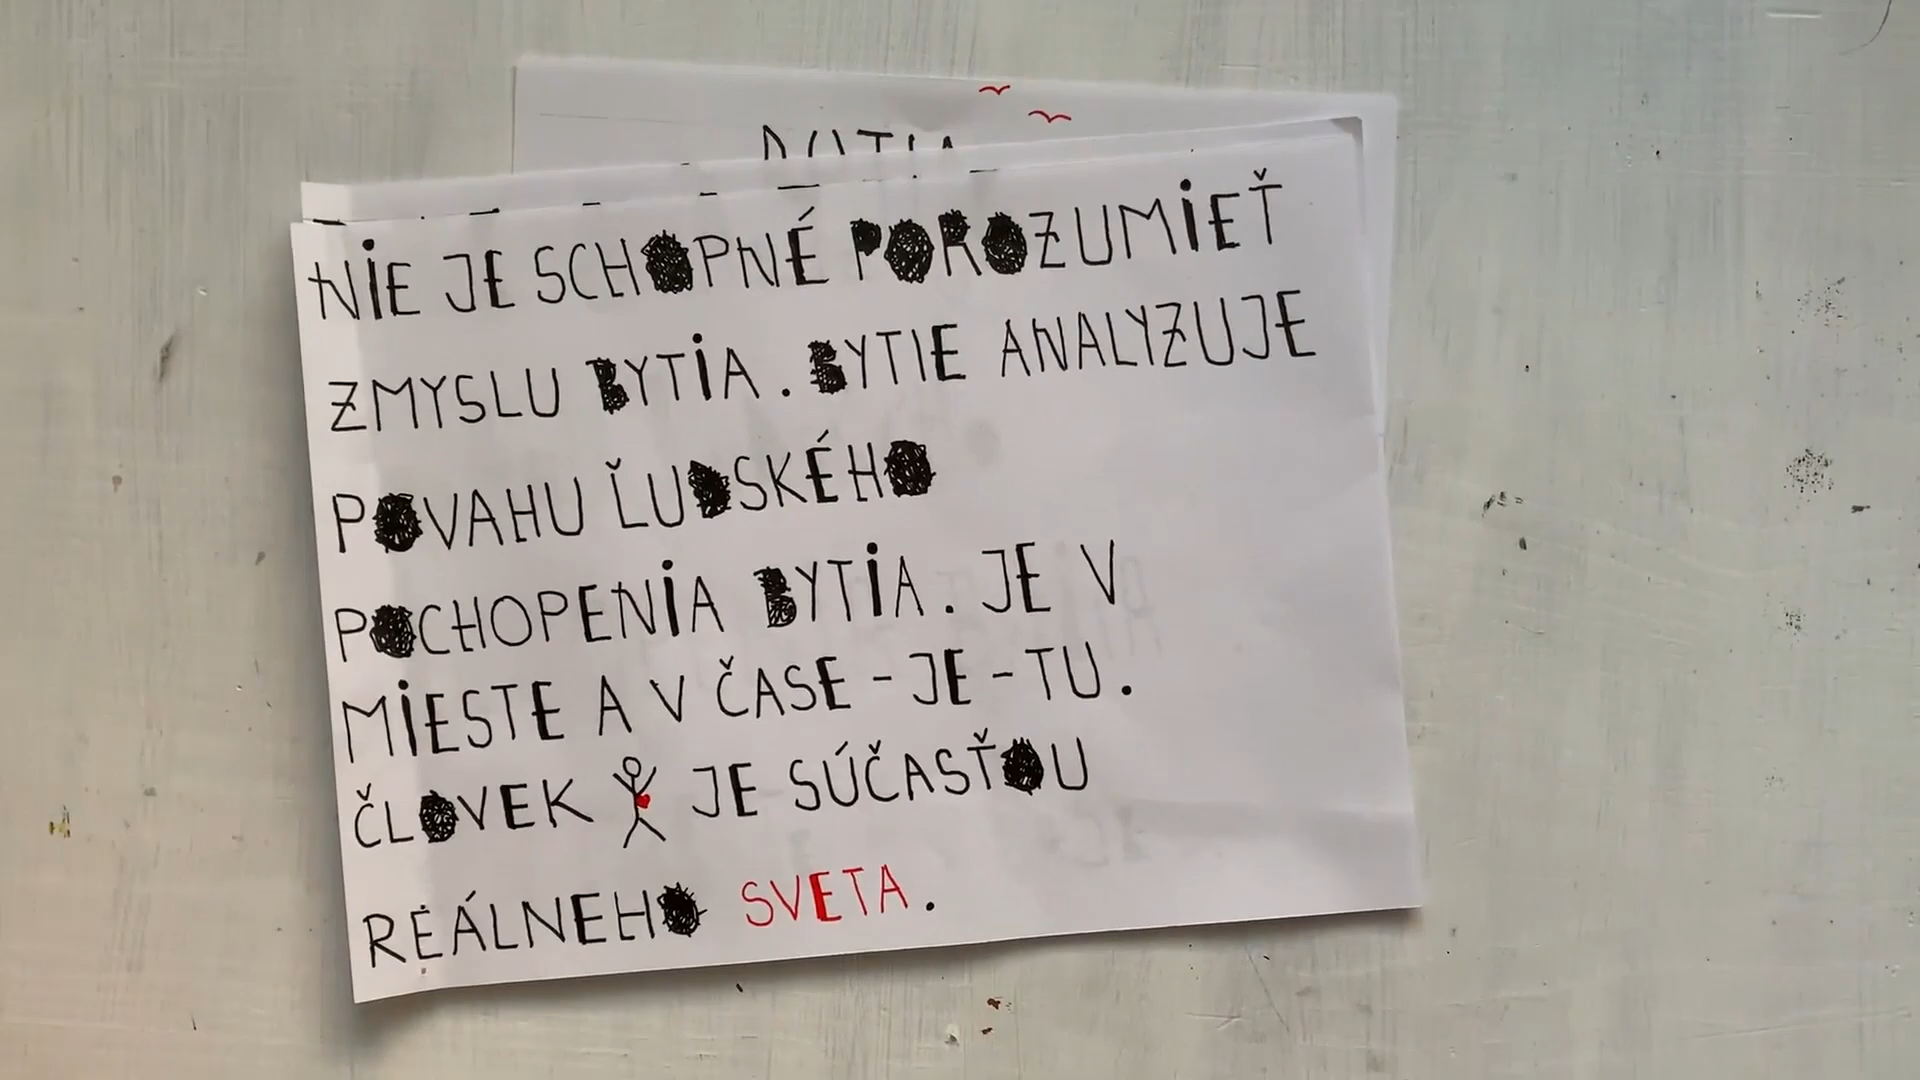 NIE JE SCHOPNÉ POROZUMIEŤ
ZMYSLU BYTIA. BYTIE ANALYZUJE
POVAHU ĽUDSKÉHO
POCHOPENIA BYTIA. JE V
MIESTE A V ČASE - JE - TU.
ČLOVEK JE SÚČASŤOU
REÁLNEHO SVETA.